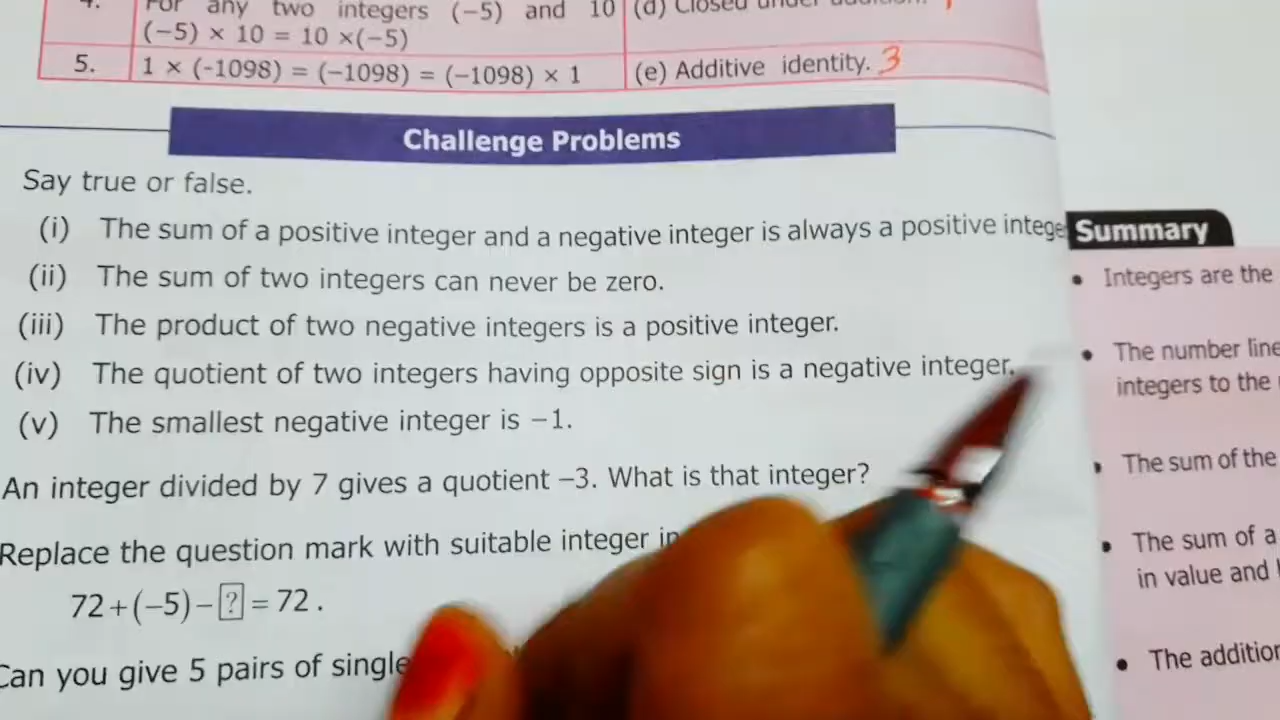 4. For any two integers (−5) and 10 (d) Closed under addition.
(−5) × 10 = 10 ×(−5)
5. 1 × (-1098) = (−1098) = (−1098) × 1 (e) Additive identity. 3
Challenge Problems
Say true or false.
(i) The sum of a positive integer and a negative integer is always a positive intege
(ii) The sum of two integers can never be zero.
(iii) The product of two negative integers is a positive integer.
(iv) The quotient of two integers having opposite sign is a negative integer.
(v) The smallest negative integer is −1.
An integer divided by 7 gives a quotient −3. What is that integer?
Replace the question mark with suitable integer in
72+(−5)−?=72.
Can you give 5 pairs of single
Summary
• Integers are the
• The number line
integers to the
• The sum of the
• The sum of a
in value and
• The addition